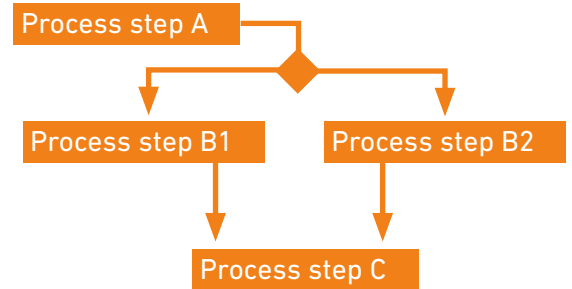 Process step A
Process step B1
Process step B2
Process step C